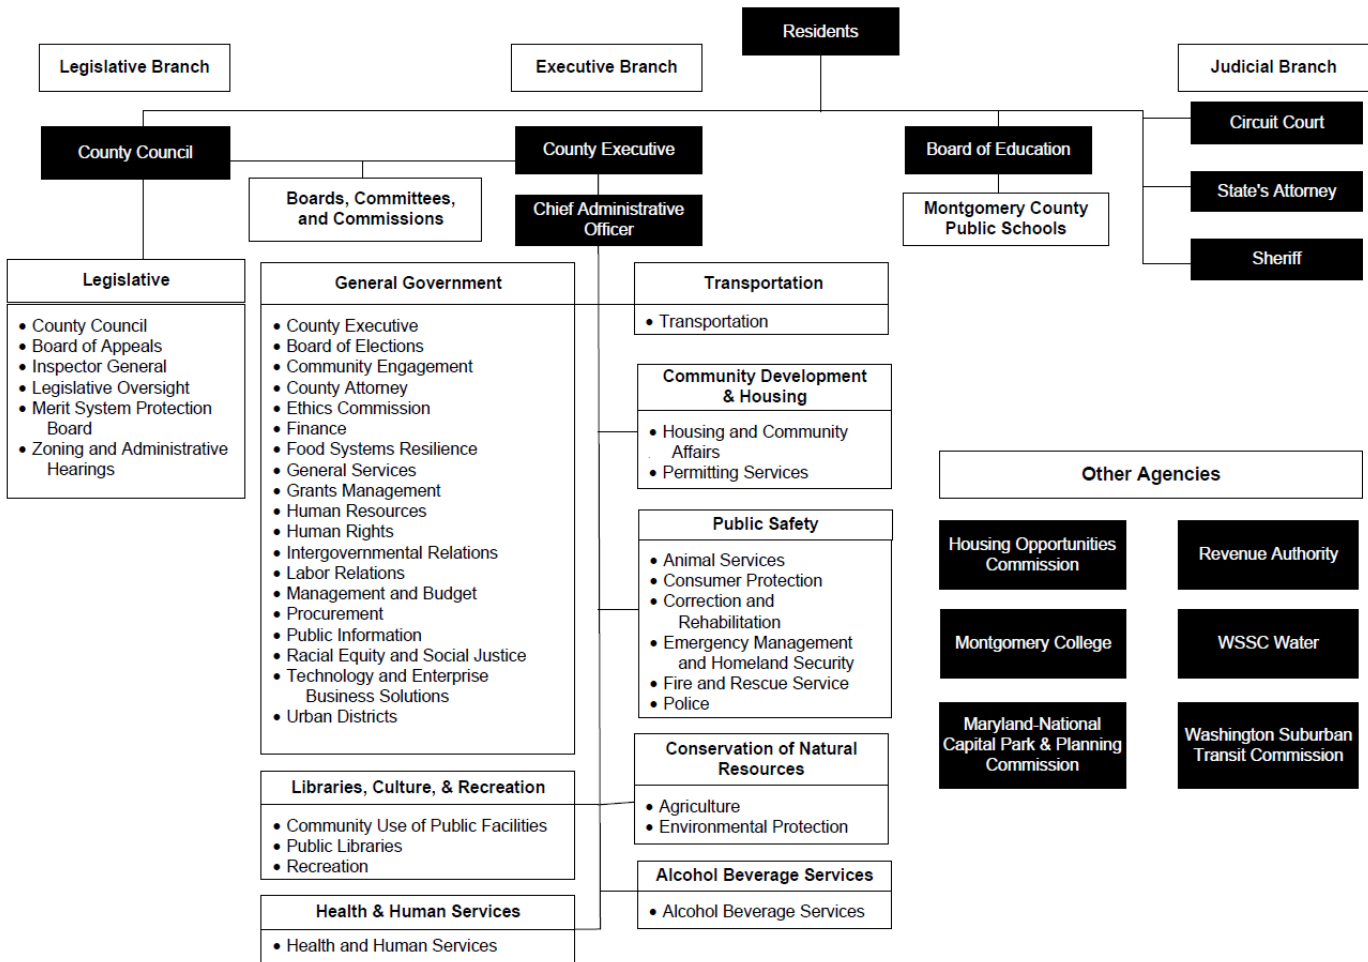 Residents
Legislative Branch
Executive Branch
Judicial Branch
County Council
County Executive
Board of Education
Circuit Court
State's Attorney
Sheriff
Boards, Committees,
and Commissions
Chief Administrative
Officer
Montgomery County
Public Schools
Legislative
• County Council
• Board of Appeals
• Inspector General
• Legislative Oversight
• Merit System Protection
Board
• Zoning and Administrative
Hearings
General Government
• County Executive
• Board of Elections
• Community Engagement
• County Attorney
• Ethics Commission
• Finance
• Food Systems Resilience
• General Services
• Grants Management
• Human Resources
• Human Rights
• Intergovernmental Relations
• Labor Relations
• Management and Budget
• Procurement
• Public Information
• Racial Equity and Social Justice
• Technology and Enterprise
Business Solutions
• Urban Districts
Libraries, Culture, & Recreation
• Community Use of Public Facilities
• Public Libraries
• Recreation
Health & Human Services
• Health and Human Services
Transportation
• Transportation
Community Development
& Housing
• Housing and Community
Affairs
• Permitting Services
Public Safety
• Animal Services
• Consumer Protection
• Correction and
Rehabilitation
• Emergency Management
and Homeland Security
• Fire and Rescue Service
• Police
Conservation of Natural
Resources
• Agriculture
• Environmental Protection
Alcohol Beverage Services
• Alcohol Beverage Services
Other Agencies
Housing Opportunities
Commission
Revenue Authority
Montgomery College
WSSC Water
Maryland-National
Capital Park & Planning
Commission
Washington Suburban
Transit Commission